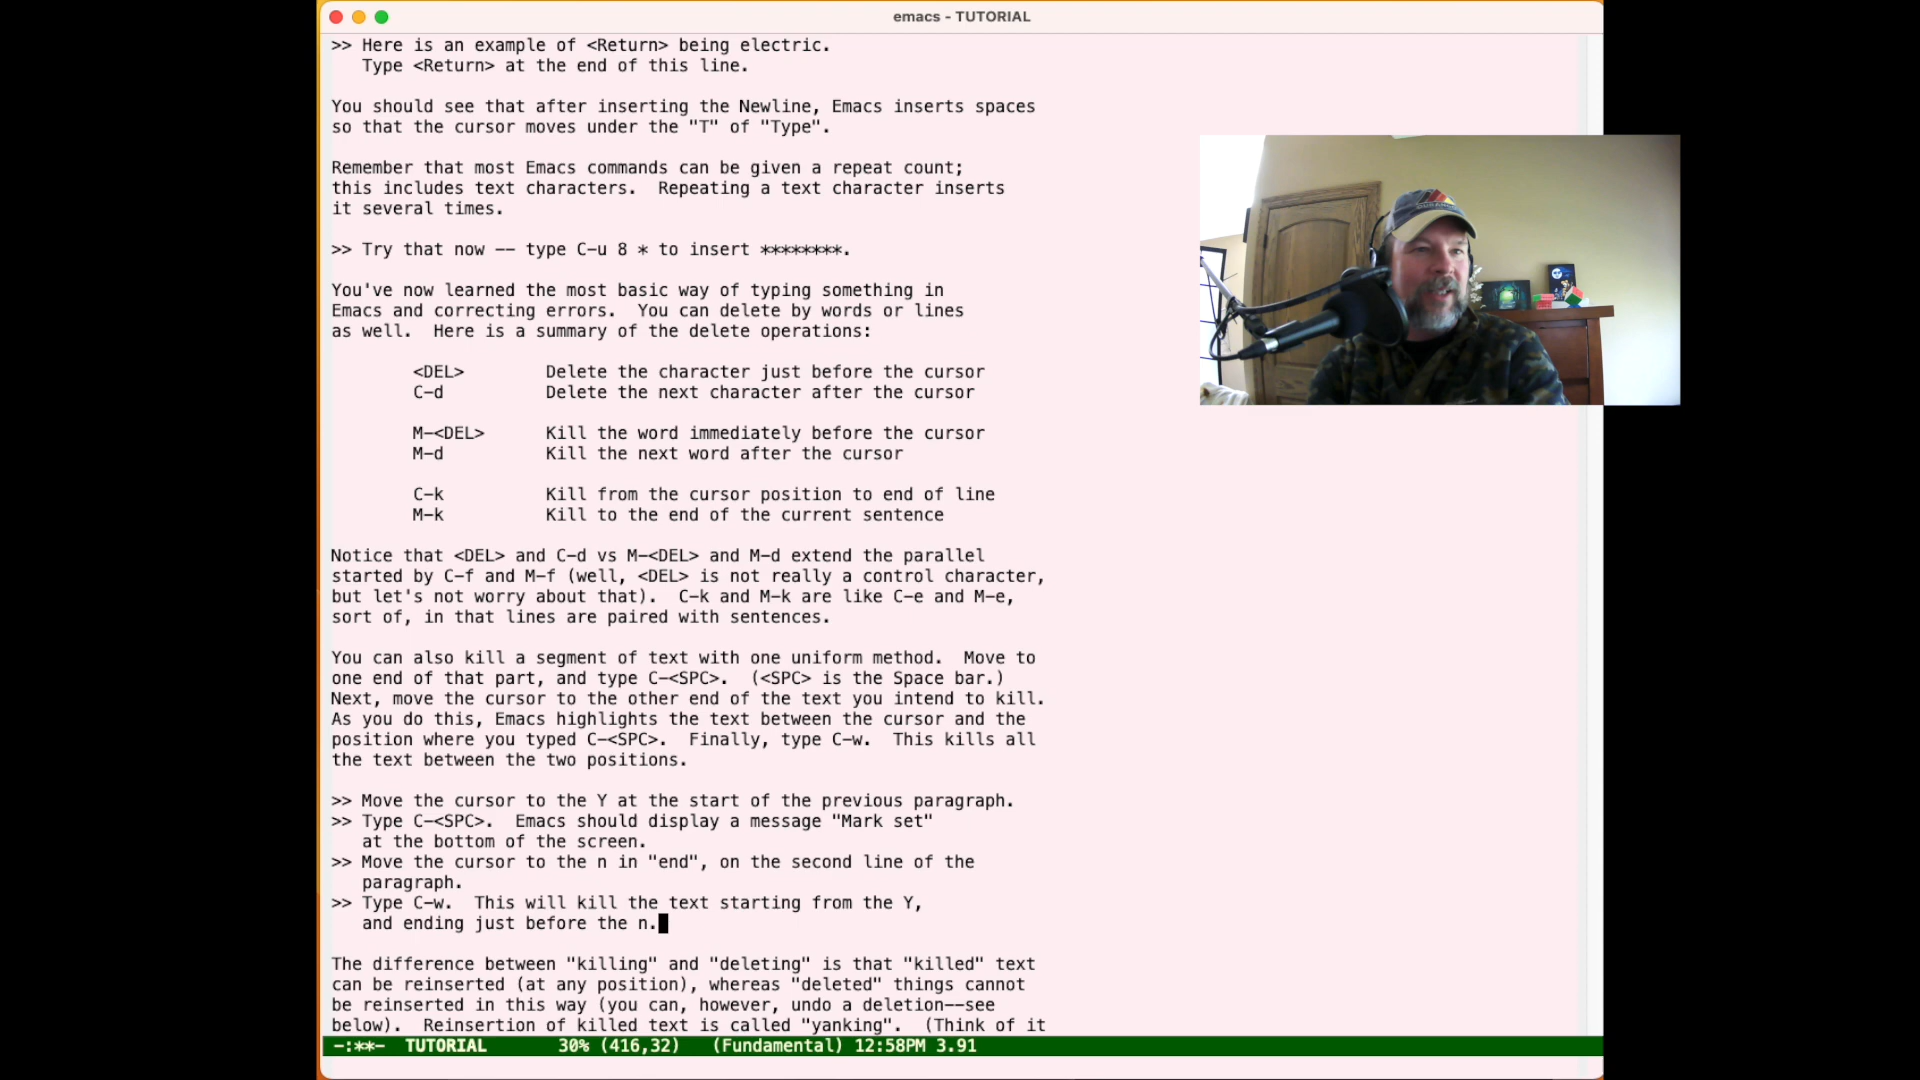 emacs - TUTORIAL
>> Here is an example of <Return> being electric.
   Type <Return> at the end of this line.
You should see that after inserting the Newline, Emacs inserts spaces
so that the cursor moves under the "T" of "Type".
Remember that most Emacs commands can be given a repeat count;
this includes text characters.  Repeating a text character inserts
it several times.
>> Try that now -- type C-u 8 * to insert ********.
You've now learned the most basic way of typing something in
Emacs and correcting errors.  You can delete by words or lines
as well.  Here is a summary of the delete operations:
        <DEL>        Delete the character just before the cursor
        C-d          Delete the next character after the cursor
        M-<DEL>      Kill the word immediately before the cursor
        M-d          Kill the next word after the cursor
        C-k          Kill from the cursor position to end of line
        M-k          Kill to the end of the current sentence
Notice that <DEL> and C-d vs M-<DEL> and M-d extend the parallel
started by C-f and M-f (well, <DEL> is not really a control character,
but let's not worry about that).  C-k and M-k are like C-e and M-e,
sort of, in that lines are paired with sentences.
You can also kill a segment of text with one uniform method.  Move to
one end of that part, and type C-<SPC>.  (<SPC> is the Space bar.)
Next, move the cursor to the other end of the text you intend to kill.
As you do this, Emacs highlights the text between the cursor and the
position where you typed C-<SPC>.  Finally, type C-w.  This kills all
the text between the two positions.
>> Move the cursor to the Y at the start of the previous paragraph.
>> Type C-<SPC>.  Emacs should display a message "Mark set"
   at the bottom of the screen.
>> Move the cursor to the n in "end", on the second line of the
   paragraph.
>> Type C-w.  This will kill the text starting from the Y,
   and ending just before the n.
The difference between "killing" and "deleting" is that "killed" text
can be reinserted (at any position), whereas "deleted" things cannot
be reinserted in this way (you can, however, undo a deletion--see
below).  Reinsertion of killed text is called "yanking".  (Think of it
-:**-  TUTORIAL       30% (416,32)   (Fundamental) 12:58PM 3.91